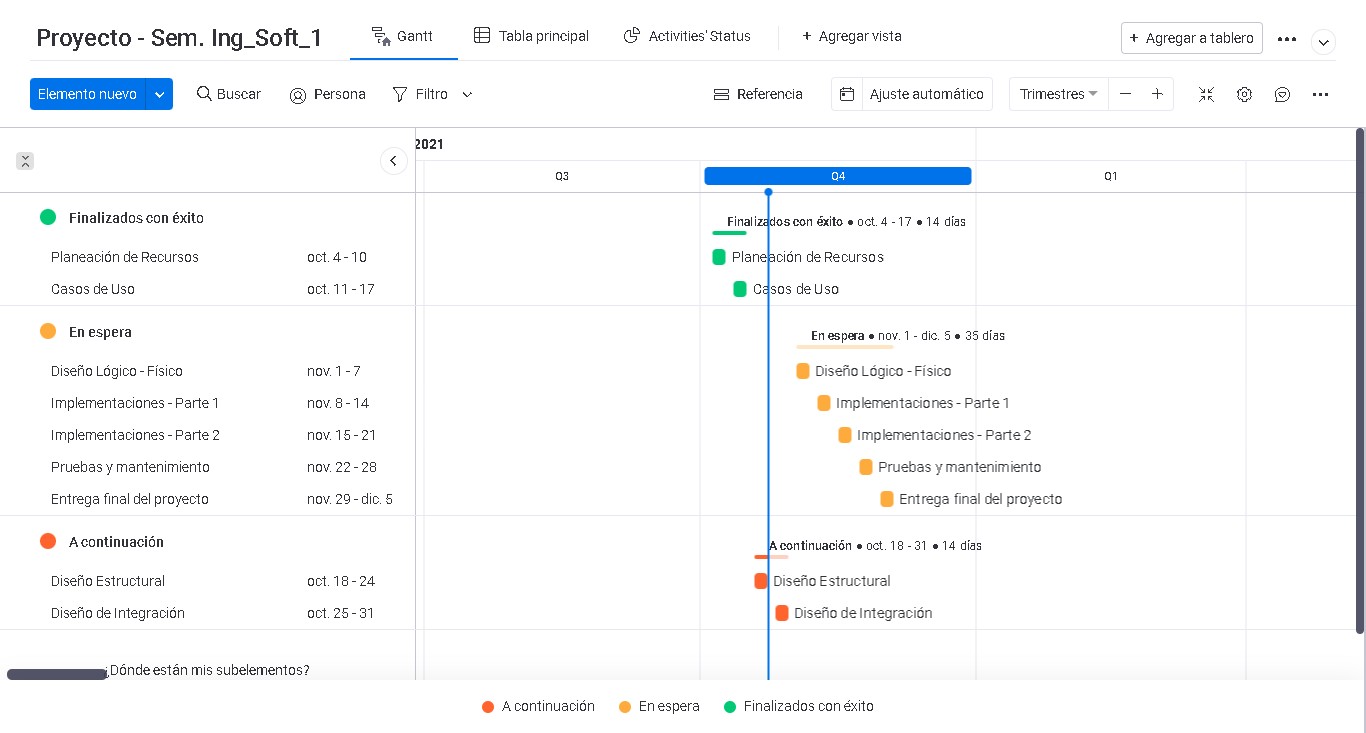 Proyecto - Sem. Ing_Soft_1
Gantt
Tabla principal
Activities' Status
+ Agregar vista
+ Agregar a tablero
Elemento nuevo
Buscar
Persona
Filtro
Referencia
Ajuste automático
Trimestres
2021
Q3
Q4
Q1
Finalizados con éxito
Finalizados con éxito ● oct. 4 - 17 ● 14 días
Planeación de Recursos oct. 4 - 10
Planeación de Recursos
Casos de Uso oct. 11 - 17
Casos de Uso
En espera
En espera ● nov. 1 - dic. 5 ● 35 días
Diseño Lógico - Físico nov. 1 - 7
Diseño Lógico - Físico
Implementaciones - Parte 1 nov. 8 - 14
Implementaciones - Parte 1
Implementaciones - Parte 2 nov. 15 - 21
Implementaciones - Parte 2
Pruebas y mantenimiento nov. 22 - 28
Pruebas y mantenimiento
Entrega final del proyecto nov. 29 - dic. 5
Entrega final del proyecto
A continuación
A continuación ● oct. 18 - 31 ● 14 días
Diseño Estructural oct. 18 - 24
Diseño Estructural
Diseño de Integración oct. 25 - 31
Diseño de Integración
¿Dónde están mis subelementos?
A continuación
En espera
Finalizados con éxito